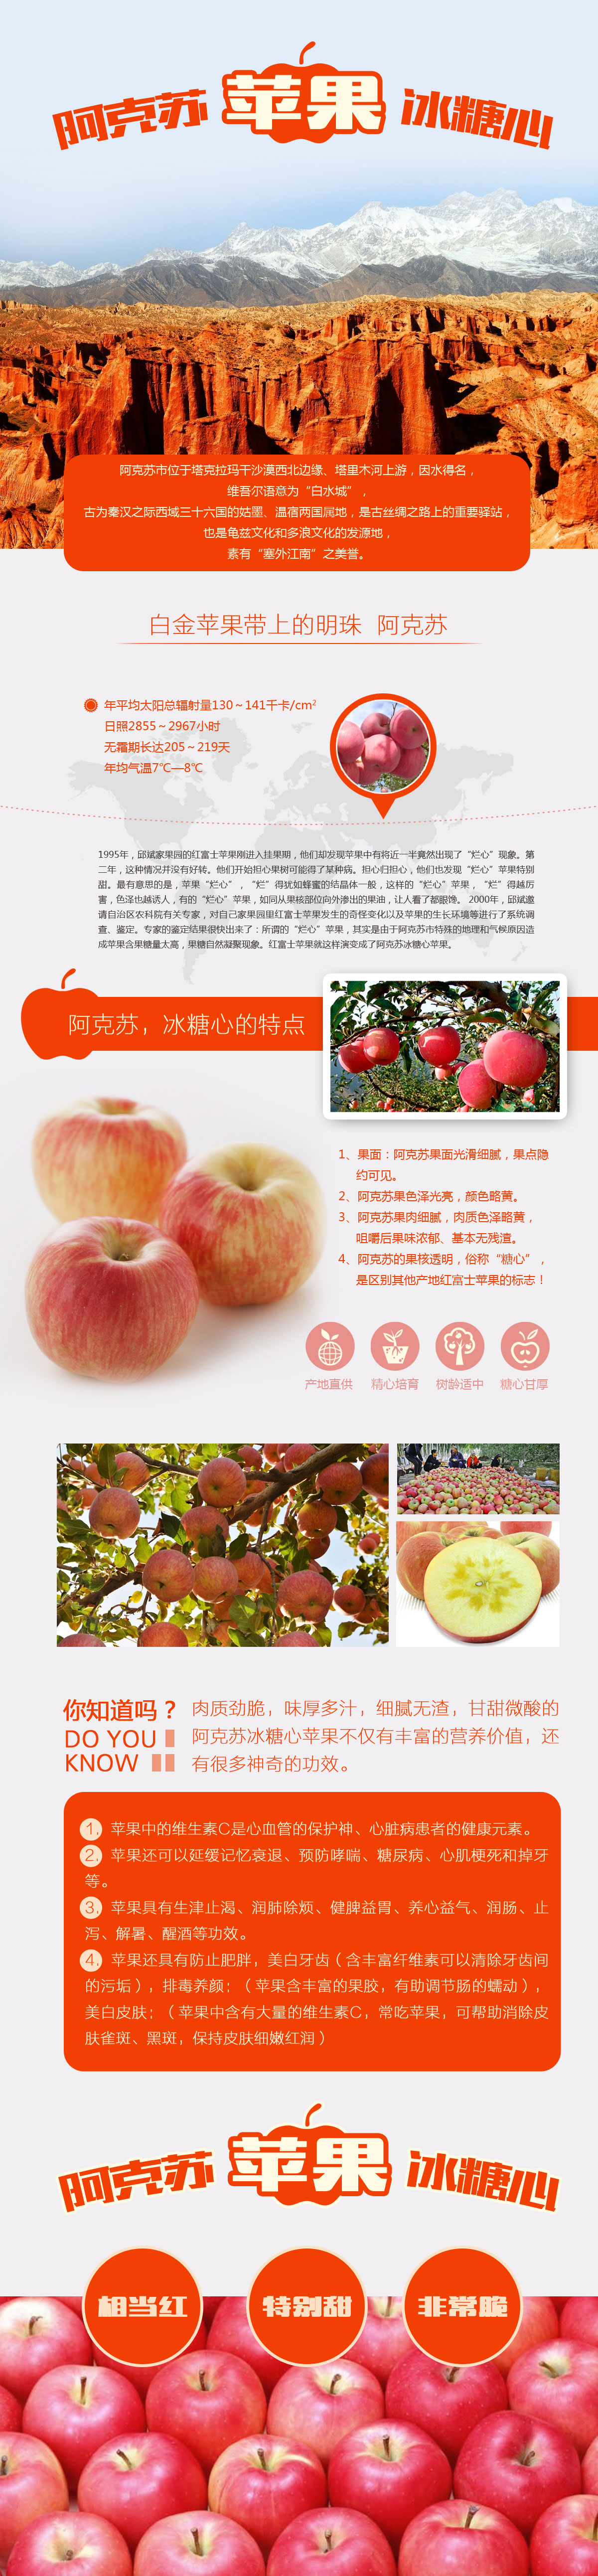 阿克苏 苹果 冰糖心
阿克苏市位于塔克拉玛干沙漠西北边缘、塔里木河上游，因水得名，
维吾尔语意为“白水城”，
古为秦汉之际西域三十六国的姑墨、温宿两国属地，是古丝绸之路上的重要驿站，
也是龟兹文化和多浪文化的发源地，
素有“塞外江南”之美誉。
白金苹果带上的明珠 阿克苏
年平均太阳总辐射量130～141千卡/cm²
日照2855～2967小时
无霜期长达205～219天
年均气温7℃—8℃
1995年，邱斌家果园的红富士苹果刚进入挂果期，他们却发现苹果中有将近一半竟然出现了“烂心”现象。第
二年，这种情况并没有好转。他们开始担心果树可能得了某种病。担心归担心，他们也发现“烂心”苹果特别
甜。最有意思的是，苹果“烂心”，“烂”得犹如蜂蜜的结晶体一般，这样的“烂心”苹果，“烂”得越厉
害，色泽也越诱人，有的“烂心”苹果，如同从果核部位向外渗出的果油，让人看了都眼馋。 2000年，邱斌邀
请自治区农科院有关专家，对自己家果园里红富士苹果发生的奇怪变化以及苹果的生长环境等进行了系统调
查、鉴定。专家的鉴定结果很快出来了：所谓的“烂心”苹果，其实是由于阿克苏市特殊的地理和气候原因造
成苹果含果糖量太高，果糖自然凝聚现象。红富士苹果就这样演变成了阿克苏冰糖心苹果。
阿克苏，冰糖心的特点
1、果面：阿克苏果面光滑细腻，果点隐
约可见。
2、阿克苏果色泽光亮，颜色略黄。
3、阿克苏果肉细腻，肉质色泽略黄，
咀嚼后果味浓郁、基本无残渣。
4、阿克苏的果核透明，俗称“糖心”，
是区别其他产地红富士苹果的标志！
产地直供 精心培育 树龄适中 糖心甘厚
你知道吗？
DO YOU
KNOW
肉质劲脆，味厚多汁，细腻无渣，甘甜微酸的
阿克苏冰糖心苹果不仅有丰富的营养价值，还
有很多神奇的功效。
1. 苹果中的维生素C是心血管的保护神、心脏病患者的健康元素。
2. 苹果还可以延缓记忆衰退、预防哮喘、糖尿病、心肌梗死和掉牙
等。
3. 苹果具有生津止渴、润肺除烦、健脾益胃、养心益气、润肠、止
泻、解暑、醒酒等功效。
4. 苹果还具有防止肥胖，美白牙齿（含丰富纤维素可以清除牙齿间
的污垢），排毒养颜；（苹果含丰富的果胶，有助调节肠的蠕动），
美白皮肤；（苹果中含有大量的维生素C，常吃苹果，可帮助消除皮
肤雀斑、黑斑，保持皮肤细嫩红润）
阿克苏 苹果 冰糖心
相当红 特别甜 非常脆